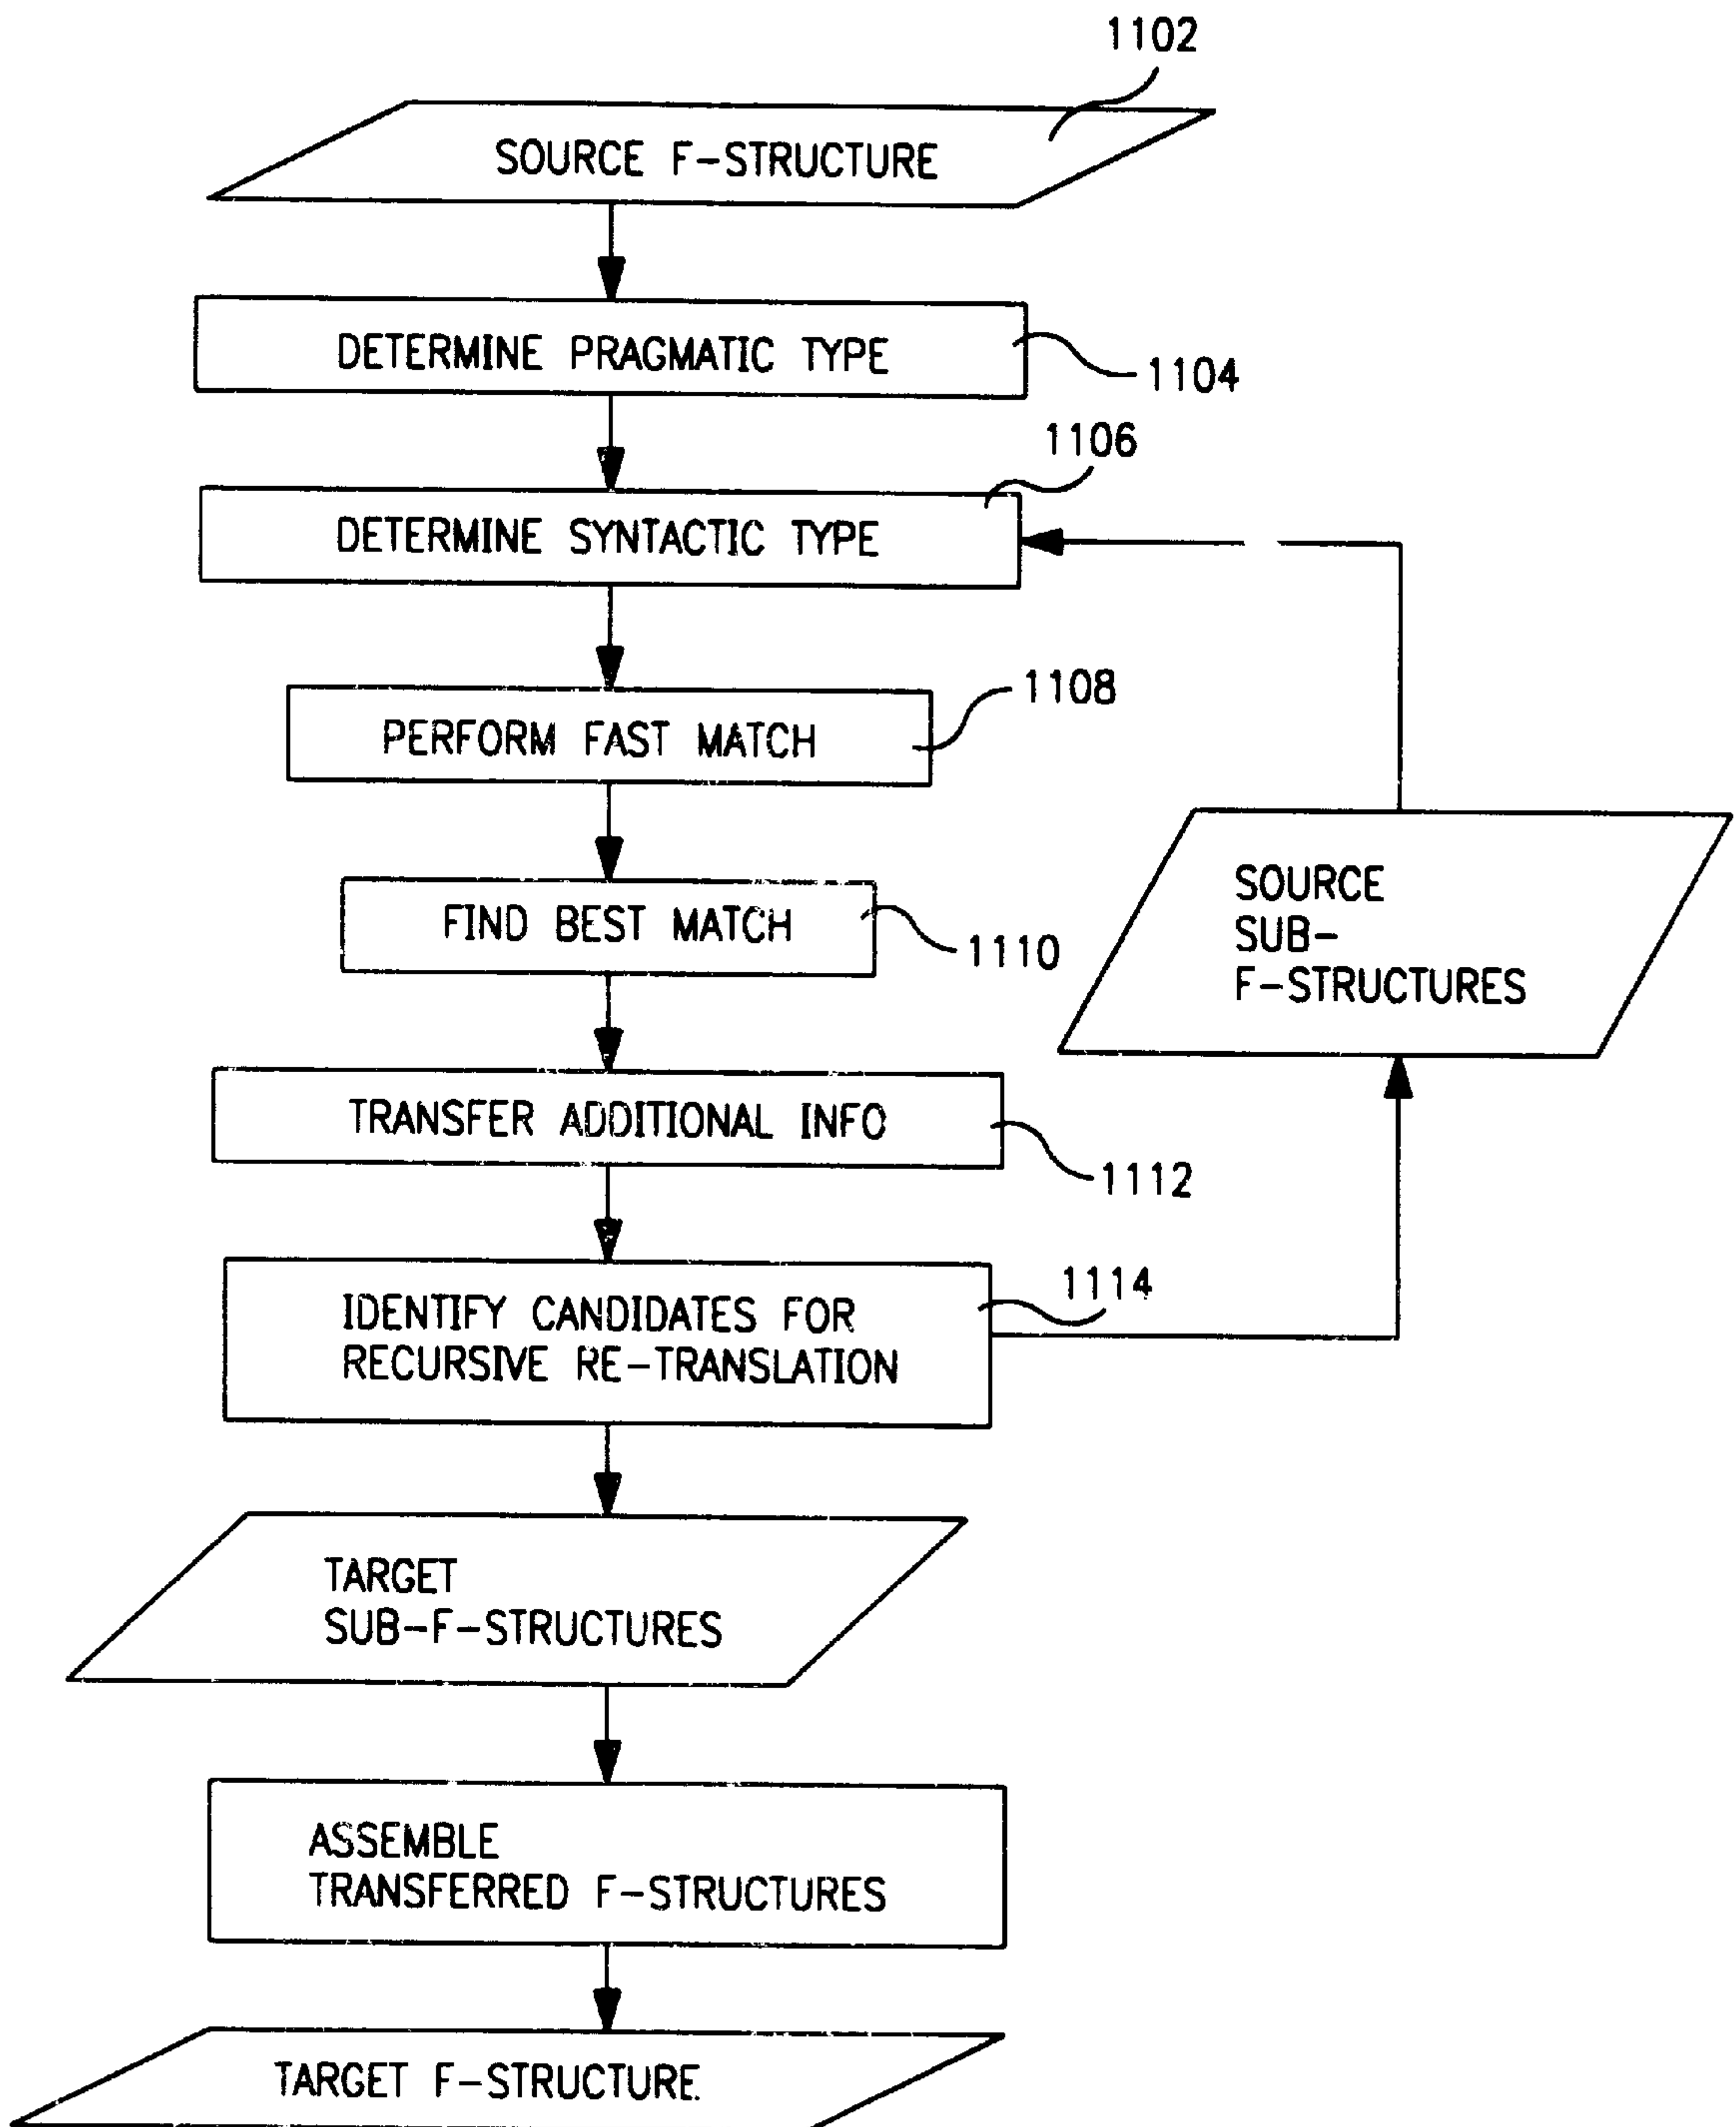 1102
SOURCE F-STRUCTURE
DETERMINE PRAGMATIC TYPE
1104
1106
DETERMINE SYNTACTIC TYPE
1108
PERFORM FAST MATCH
FIND BEST MATCH
1110
SOURCE
SUB-
F-STRUCTURES
TRANSFER ADDITIONAL INFO
1112
1114
IDENTIFY CANDIDATES FOR
RECURSIVE RE-TRANSLATION
TARGET
SUB-F-STRUCTURES
ASSEMBLE
TRANSFERRED F-STRUCTURES
TARGET F-STRUCTURE